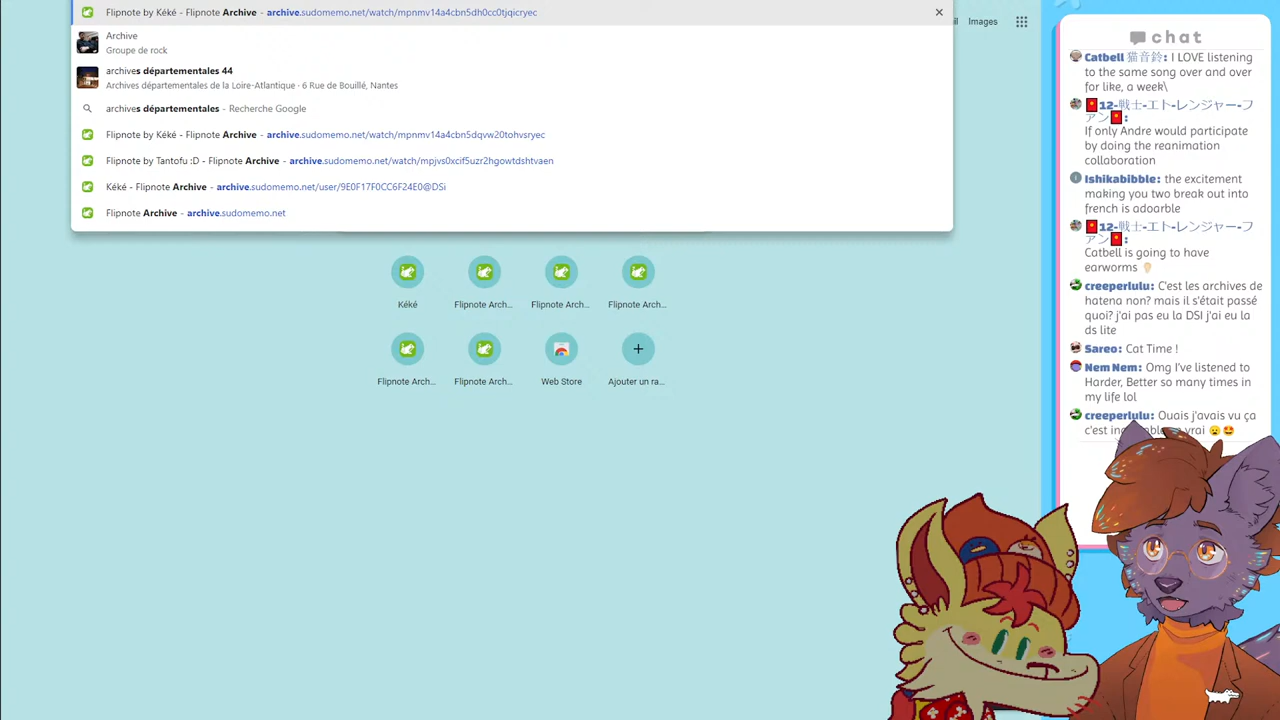 Flipnote by Kéké - Flipnote Archive - archive.sudomemo.net/watch/mpnmv14a4cbn5dh0cc0tjqicryec
Images
Archive
Groupe de rock
archives départementales 44
Archives départementales de la Loire-Atlantique · 6 Rue de Bouillé, Nantes
archives départementales - Recherche Google
Flipnote by Kéké - Flipnote Archive - archive.sudomemo.net/watch/mpnmv14a4cbn5dqvw20tohvsryec
Flipnote by Tantofu :D - Flipnote Archive - archive.sudomemo.net/watch/mpjvs0xcif5uzr2hgowtdshtvaen
Kéké - Flipnote Archive - archive.sudomemo.net/user/9E0F17F0CC6F24E0@DSi
Flipnote Archive - archive.sudomemo.net
Kéké
Flipnote Arch...
Flipnote Arch...
Flipnote Arch...
Flipnote Arch...
Flipnote Arch...
Web Store
Ajouter un ra...
chat
Catbell 猫音鈴: I LOVE listening
to the same song over and over
for like, a week\
12-戦士-エト-レンジャー-フ
ァン:
If only Andre would participate
by doing the reanimation
collaboration
Ishikabibble: the excitement
making you two break out into
french is adoarble
12-戦士-エト-レンジャー-フ
ァン:
Catbell is going to have
earworms
creeperlulu: C'est les archives de
hatena non? mais il s'était passé
quoi? j'ai pas eu la DSI j'ai eu la
ds lite
Sareo: Cat Time !
Nem Nem: Omg I've listened to
Harder, Better so many times in
my life lol
creeperlulu: Ouais j'avais vu ça
c'est vrai